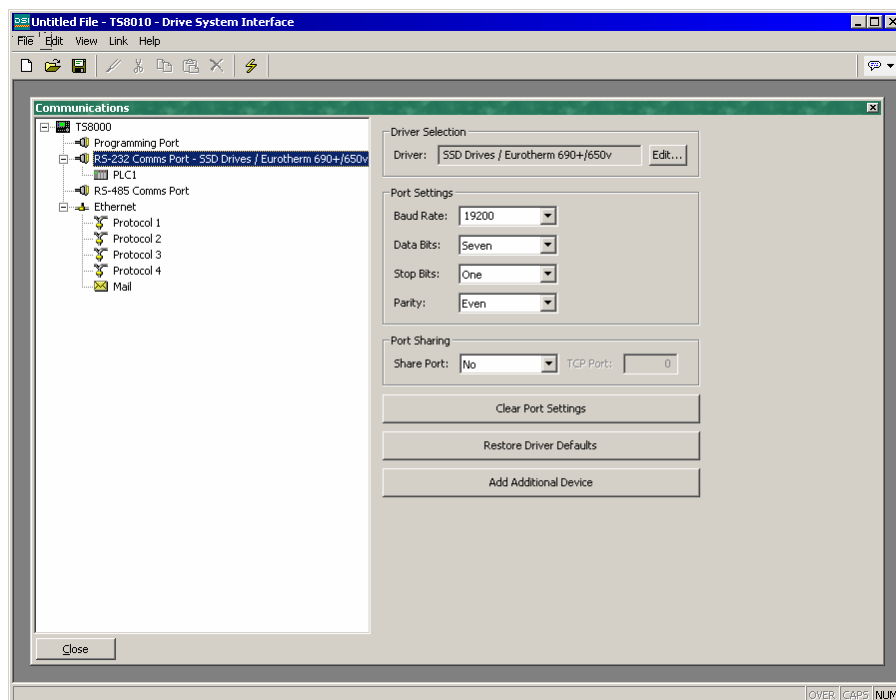 DSI Untitled File - TS8010 - Drive System Interface
File Edit View Link Help
Communications
TS8000
Programming Port
RS-232 Comms Port - SSD Drives / Eurotherm 690+/650v
PLC1
RS-485 Comms Port
Ethernet
Protocol 1
Protocol 2
Protocol 3
Protocol 4
Mail
Driver Selection
Driver: SSD Drives / Eurotherm 690+/650v Edit...
Port Settings
Baud Rate: 19200
Data Bits: Seven
Stop Bits: One
Parity: Even
Port Sharing
Share Port: No TCP Port: 0
Clear Port Settings
Restore Driver Defaults
Add Additional Device
Close
OVER CAPS NUM